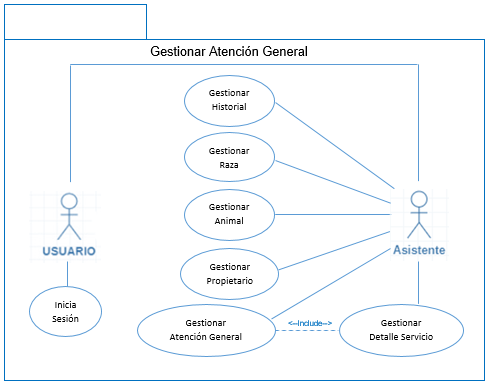 Gestionar Atención General
Gestionar
Historial
Gestionar
Raza
Gestionar
Animal
USUARIO
Asistente
Gestionar
Propietario
Inicia
Sesión
Gestionar
Atención General
<--Include-->
Gestionar
Detalle Servicio